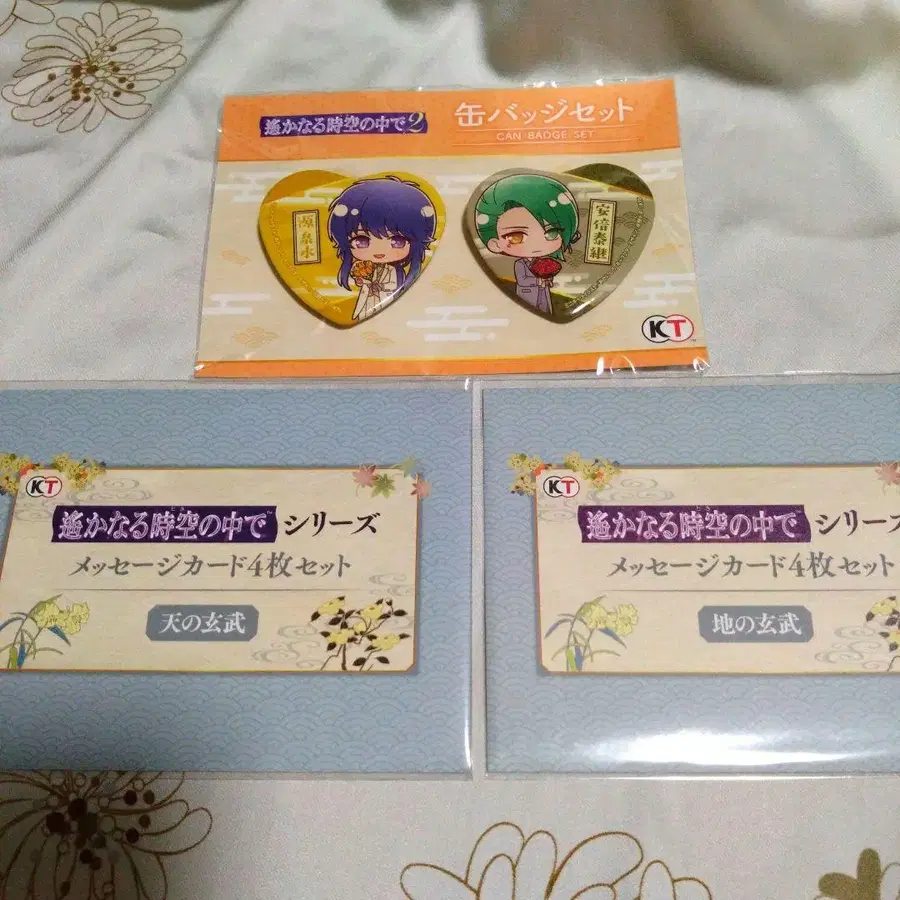 遙かなる時空の中で2
缶バッジセット
CAN BADGE SET
源泉水
安倍泰継
KT
KT
遙かなる時空の中で シリーズ
メッセージカード4枚セット
天の玄武
KT
遙かなる時空の中で シリーズ
メッセージカード4枚セット
地の玄武